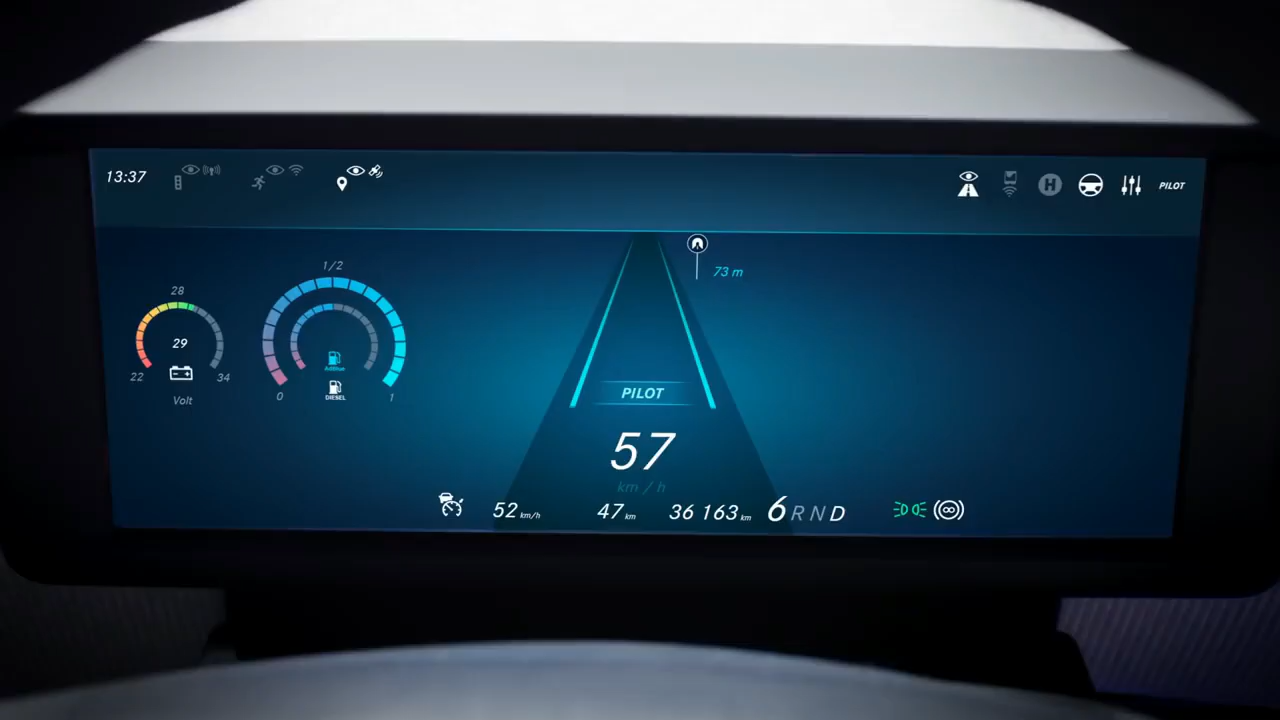 13:37
H
PILOT
73 m
1/2
28
29
22
34
Volt
AdBlue
DIESEL
0
1
PILOT
57
km / h
52 km/h
47 km
36 163 km
6 R N D